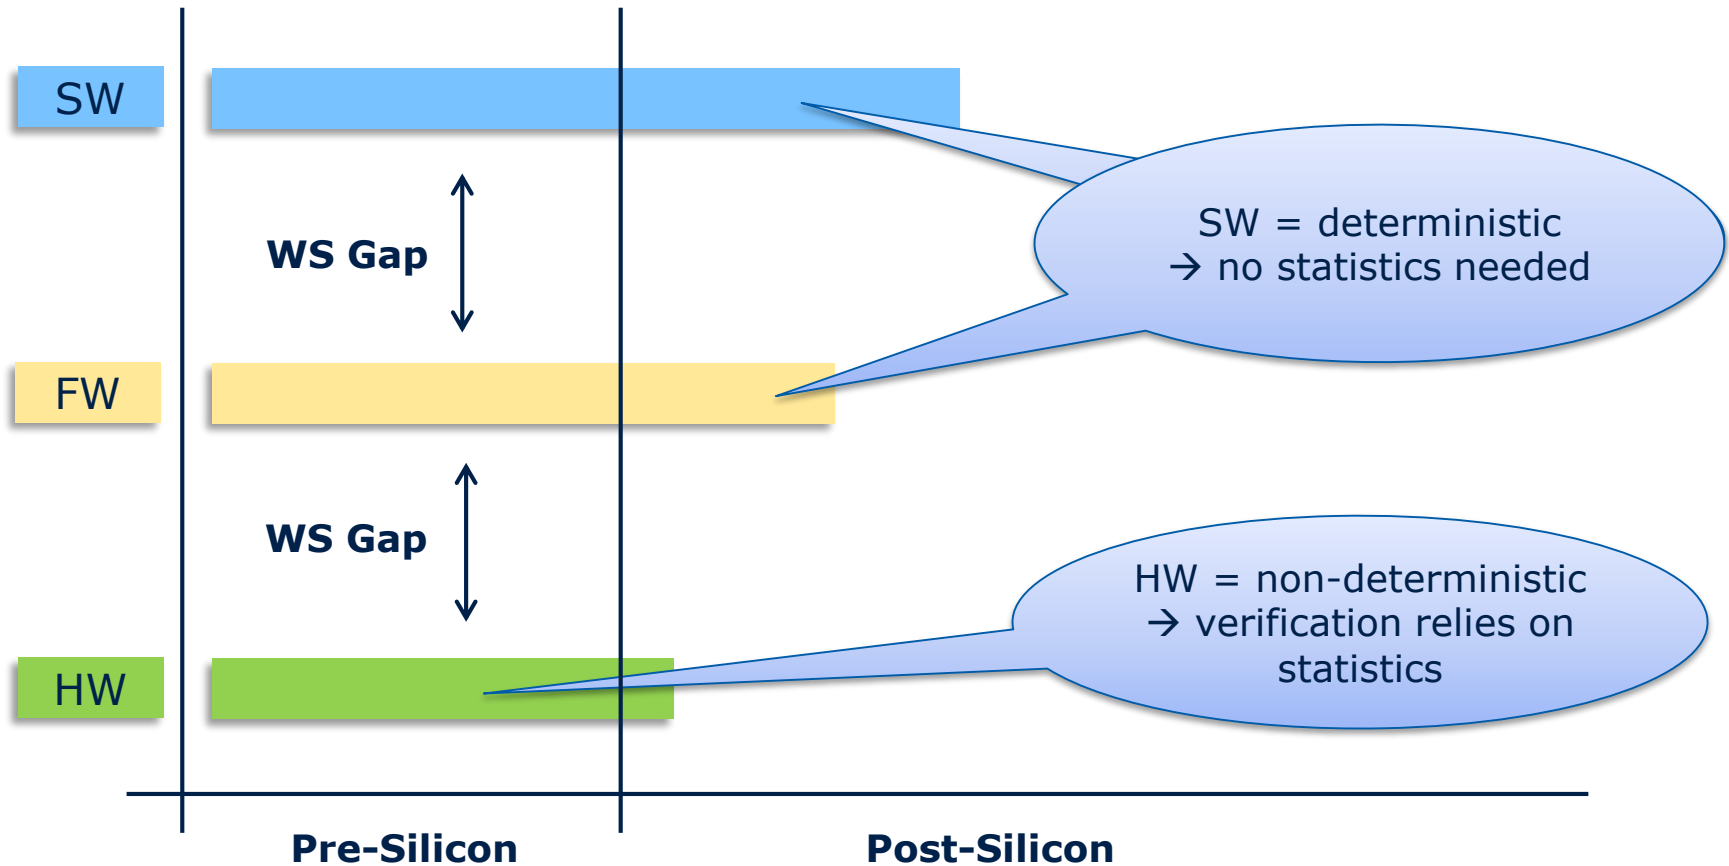 SW
SW = deterministic
→ no statistics needed
WS Gap
FW
WS Gap
HW = non-deterministic
→ verification relies on
statistics
HW
Pre-Silicon
Post-Silicon